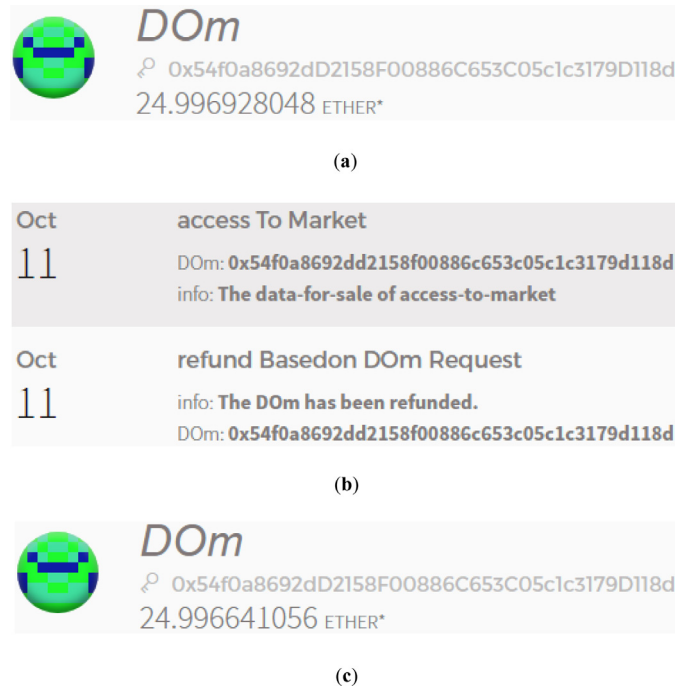 DOm
0x54f0a8692dD2158F00886C653C05c1c3179D118d
24.996928048 ETHER*
(a)
Oct
11
access To Market
DOm: 0x54f0a8692dd2158f00886c653c05c1c3179d118d
info: The data-for-sale of access-to-market
Oct
11
refund Basedon DOm Request
info: The DOm has been refunded.
DOm: 0x54f0a8692dd2158f00886c653c05c1c3179d118d
(b)
DOm
0x54f0a8692dD2158F00886C653C05c1c3179D118d
24.996641056 ETHER*
(c)